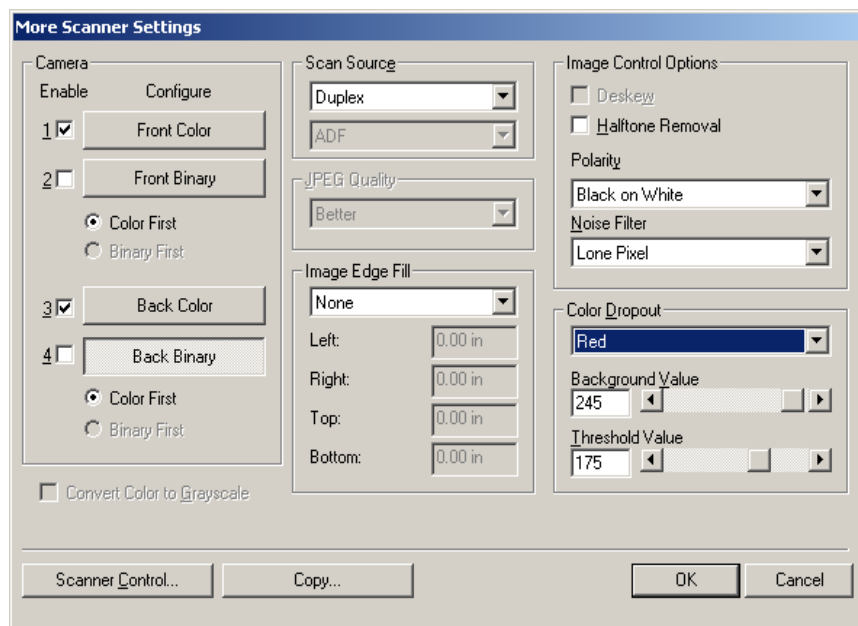 More Scanner Settings
Camera
Enable Configure
1 Front Color
2 Front Binary
Color First
Binary First
3 Back Color
4 Back Binary
Color First
Binary First
Convert Color to Grayscale
Scan Source
Duplex
ADF
JPEG Quality
Better
Image Edge Fill
None
Left: 0.00 in
Right: 0.00 in
Top: 0.00 in
Bottom: 0.00 in
Image Control Options
Deskew
Halftone Removal
Polarity
Black on White
Noise Filter
Lone Pixel
Color Dropout
Red
Background Value
245
Threshold Value
175
Scanner Control... Copy... OK Cancel